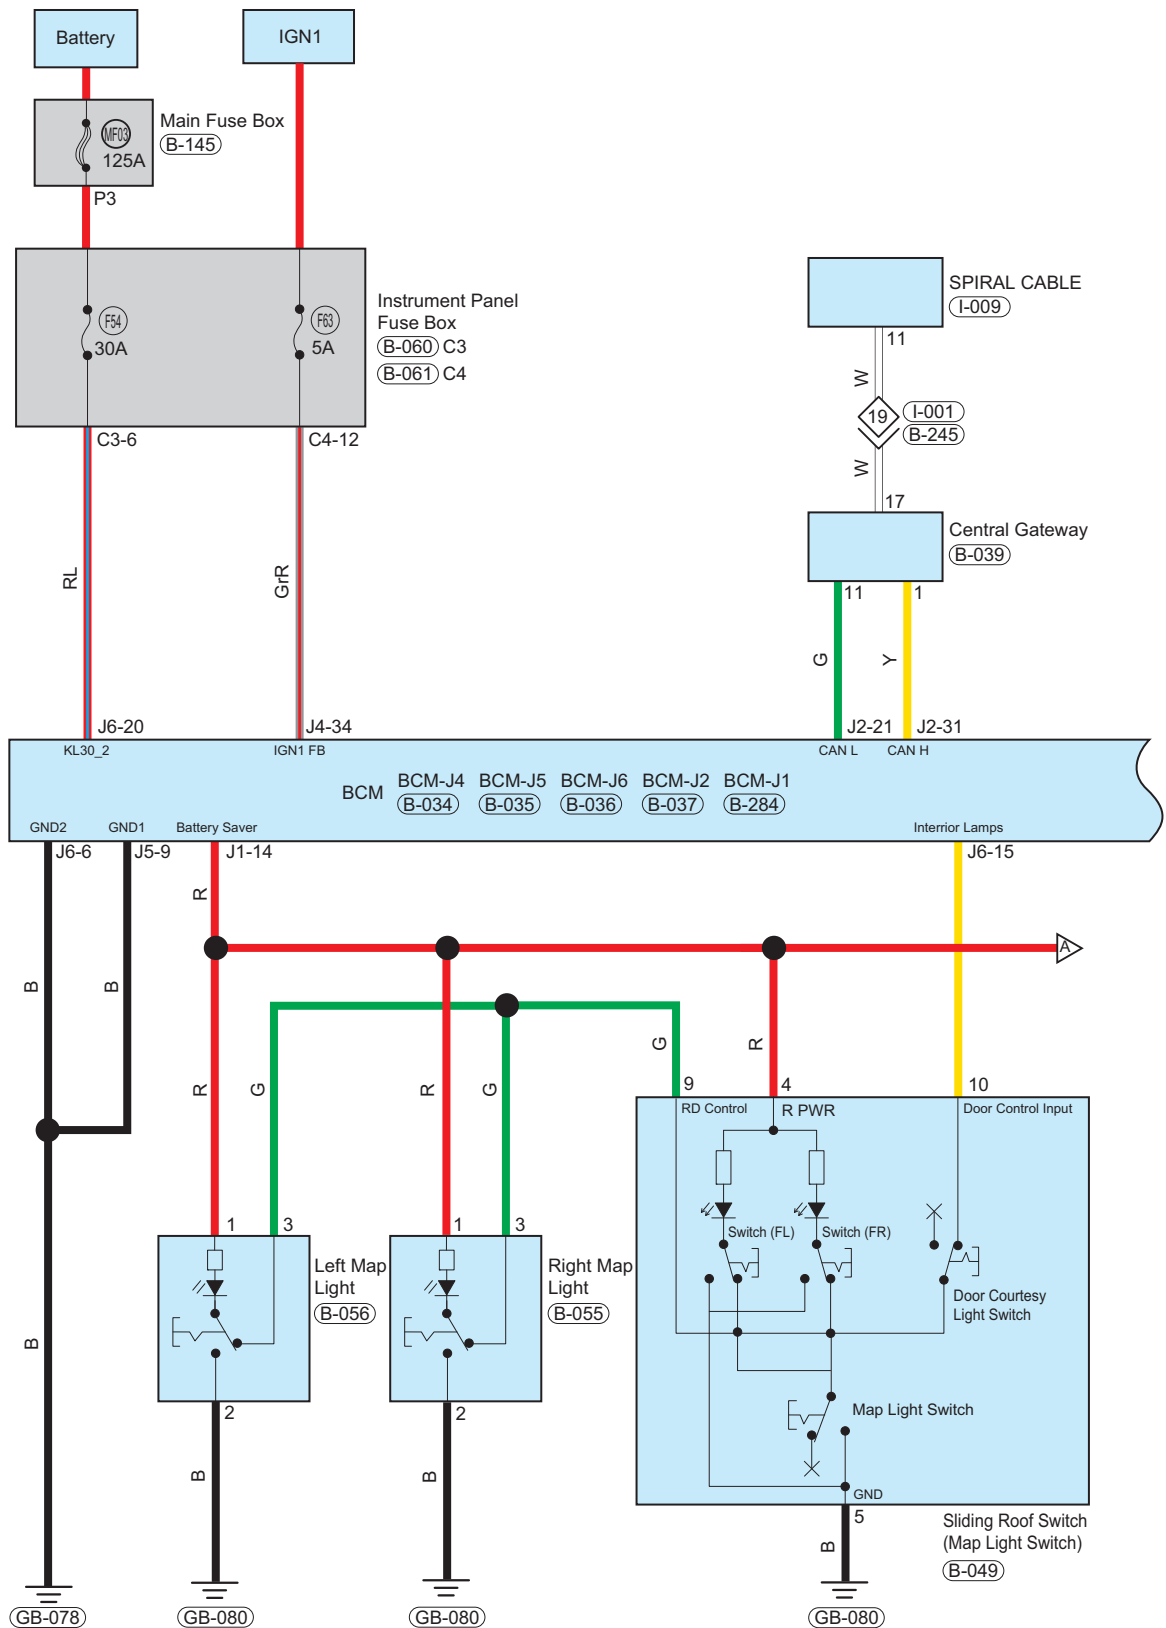 Battery
IGN1
MF03
125A
Main Fuse Box
B-145
P3
F54
30A
F63
5A
Instrument Panel
Fuse Box
B-060 C3
B-061 C4
C3-6
C4-12
SPIRAL CABLE
I-009
11
W
19
I-001
B-245
W
17
Central Gateway
B-039
11
1
RL
GrR
G
Y
J6-20
J4-34
J2-21
J2-31
KL30_2
IGN1 FB
CAN L
CAN H
BCM
BCM-J4
BCM-J5
BCM-J6
BCM-J2
BCM-J1
B-034
B-035
B-036
B-037
B-284
GND2
GND1
Battery Saver
Interrior Lamps
J6-6
J5-9
J1-14
J6-15
R
A
B
B
G
R
R
G
R
G
9
4
10
RD Control
R PWR
Door Control Input
Switch (FL)
Switch (FR)
Door Courtesy
Light Switch
1
3
1
3
Left Map
Light
B-056
Right Map
Light
B-055
Map Light Switch
B
2
2
B
B
GND
5
B
Sliding Roof Switch
(Map Light Switch)
B-049
GB-078
GB-080
GB-080
GB-080